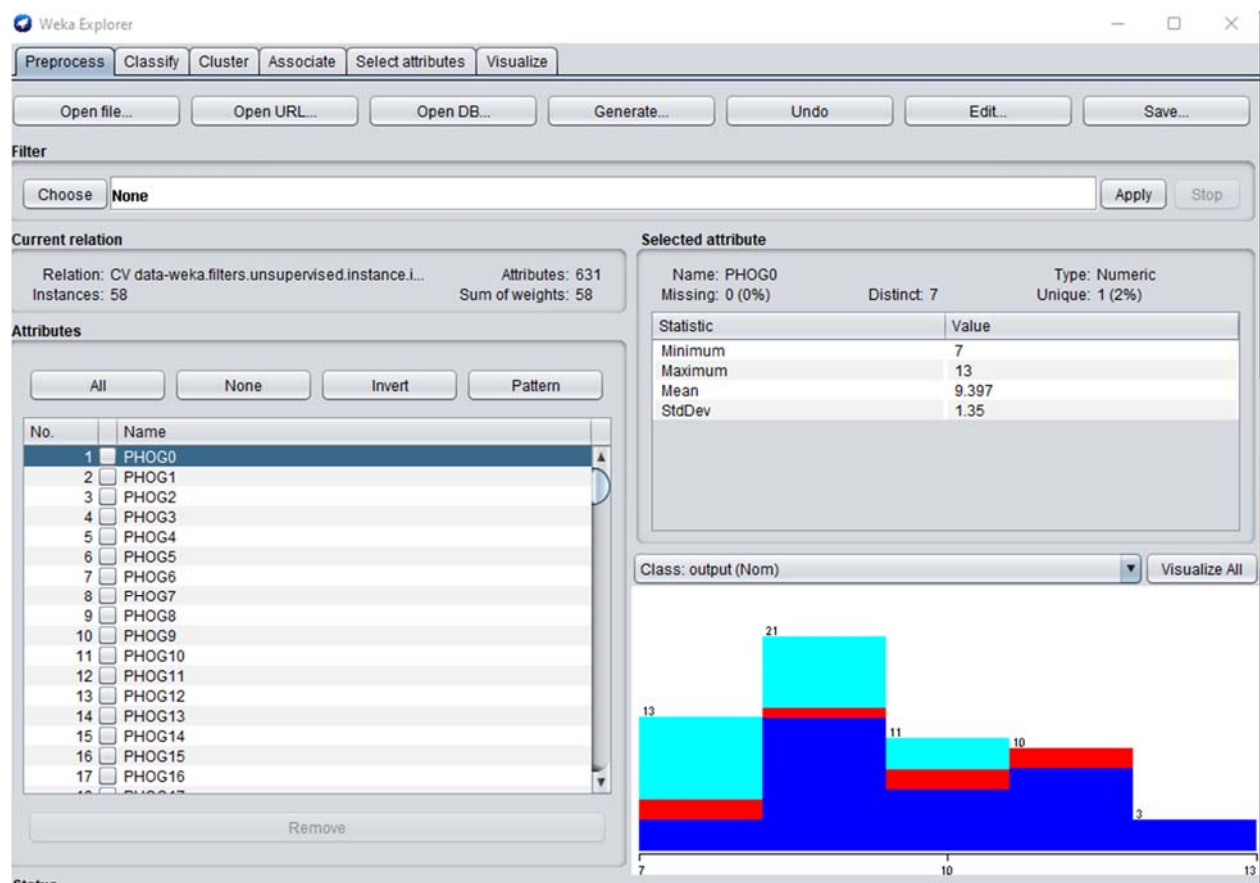 Weka Explorer
Preprocess Classify Cluster Associate Select attributes Visualize
Open file... Open URL... Open DB... Generate... Undo Edit... Save...
Filter
Choose None Apply Stop
Current relation
Relation: CV data-weka.filters.unsupervised.instance.i... Attributes: 631
Instances: 58 Sum of weights: 58
Attributes
All None Invert Pattern
No. Name
1 PHOG0
2 PHOG1
3 PHOG2
4 PHOG3
5 PHOG4
6 PHOG5
7 PHOG6
8 PHOG7
9 PHOG8
10 PHOG9
11 PHOG10
12 PHOG11
13 PHOG12
14 PHOG13
15 PHOG14
16 PHOG15
17 PHOG16
Remove
Selected attribute
Name: PHOG0 Type: Numeric
Missing: 0 (0%) Distinct: 7 Unique: 1 (2%)
Statistic Value
Minimum 7
Maximum 13
Mean 9.397
StdDev 1.35
Class: output (Nom) Visualize All
13 21 11 10 3
7 10 13